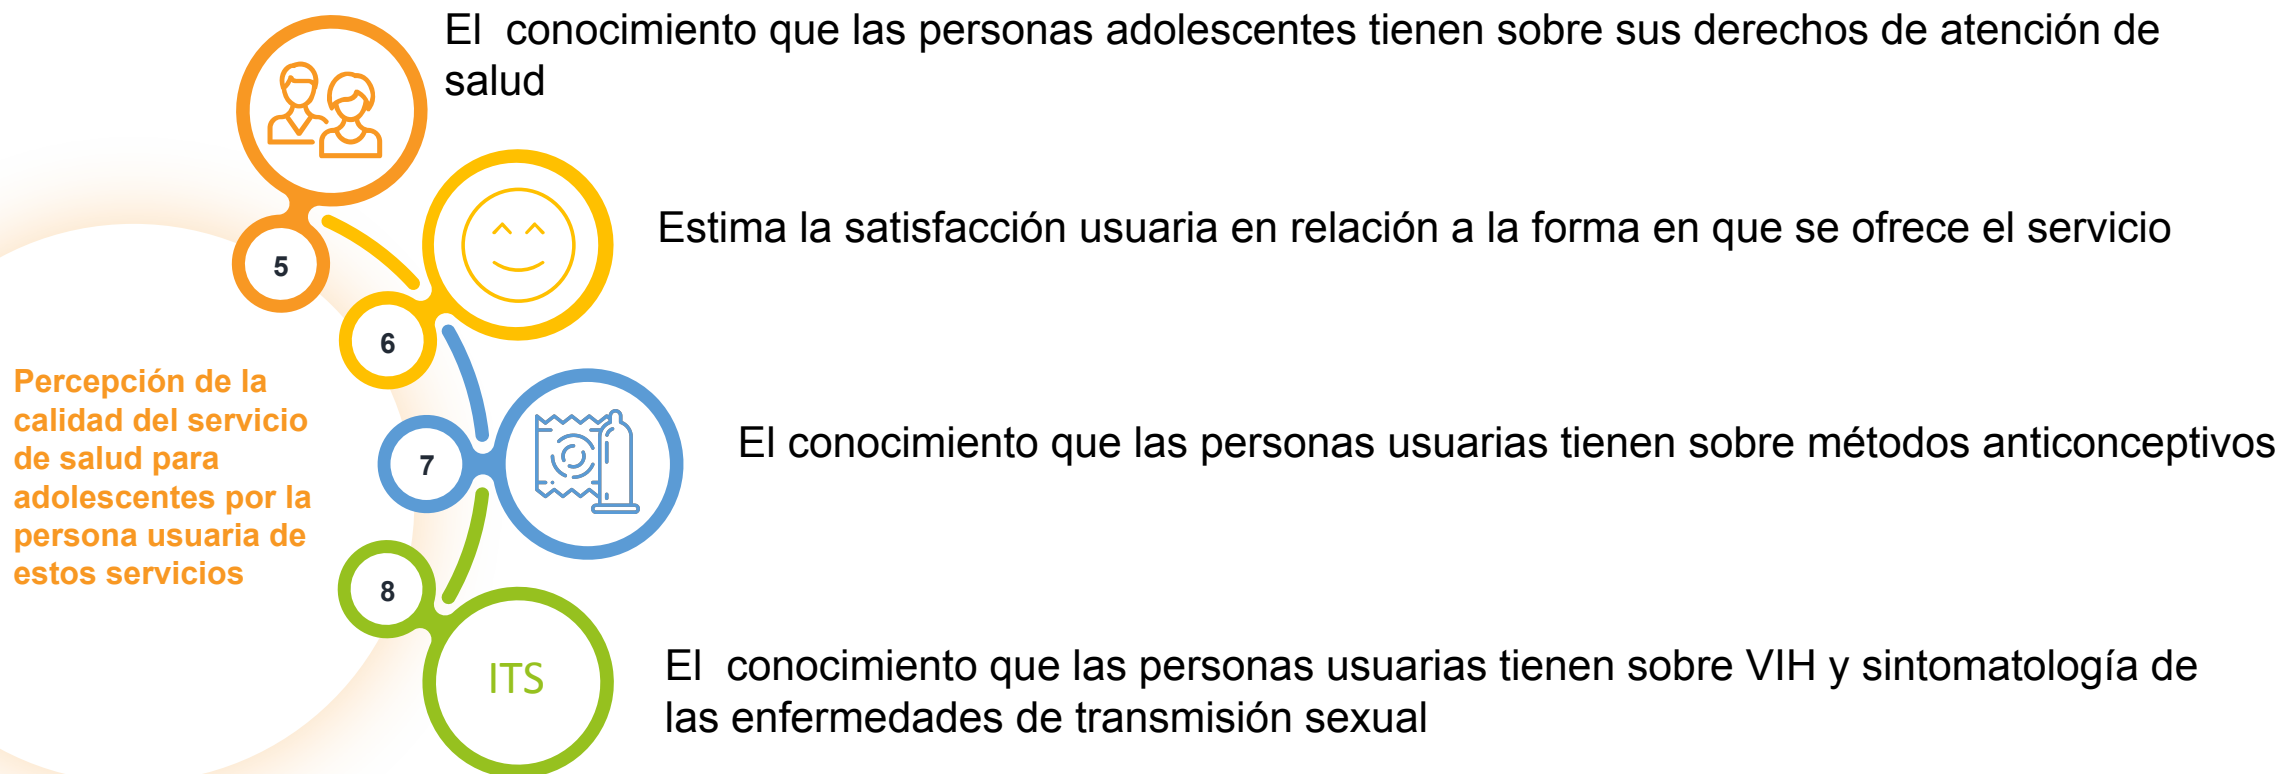 El  conocimiento que las personas adolescentes tienen sobre sus derechos de atención de
salud
5
Estima la satisfacción usuaria en relación a la forma en que se ofrece el servicio
6
Percepción de la
calidad del servicio
de salud para
adolescentes por la
persona usuaria de
estos servicios
7
El conocimiento que las personas usuarias tienen sobre métodos anticonceptivos
8
ITS
El  conocimiento que las personas usuarias tienen sobre VIH y sintomatología de
las enfermedades de transmisión sexual